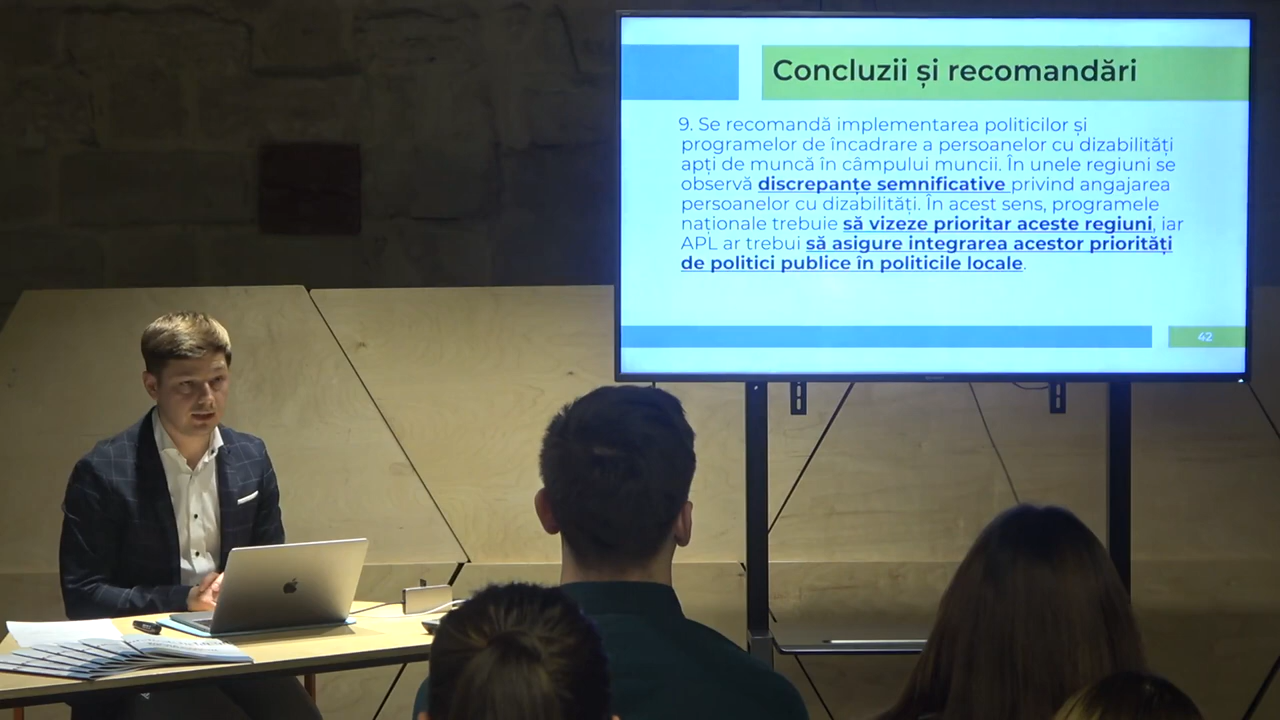 Concluzii și recomandări
9. Se recomandă implementarea politicilor și
programelor de încadrare a persoanelor cu dizabilități
apți de muncă în câmpului muncii. În unele regiuni se
observă discrepanțe semnificative privind angajarea
persoanelor cu dizabilități. În acest sens, programele
naționale trebuie să vizeze prioritar aceste regiuni, iar
APL ar trebui să asigure integrarea acestor priorități
de politici publice în politicile locale.
42